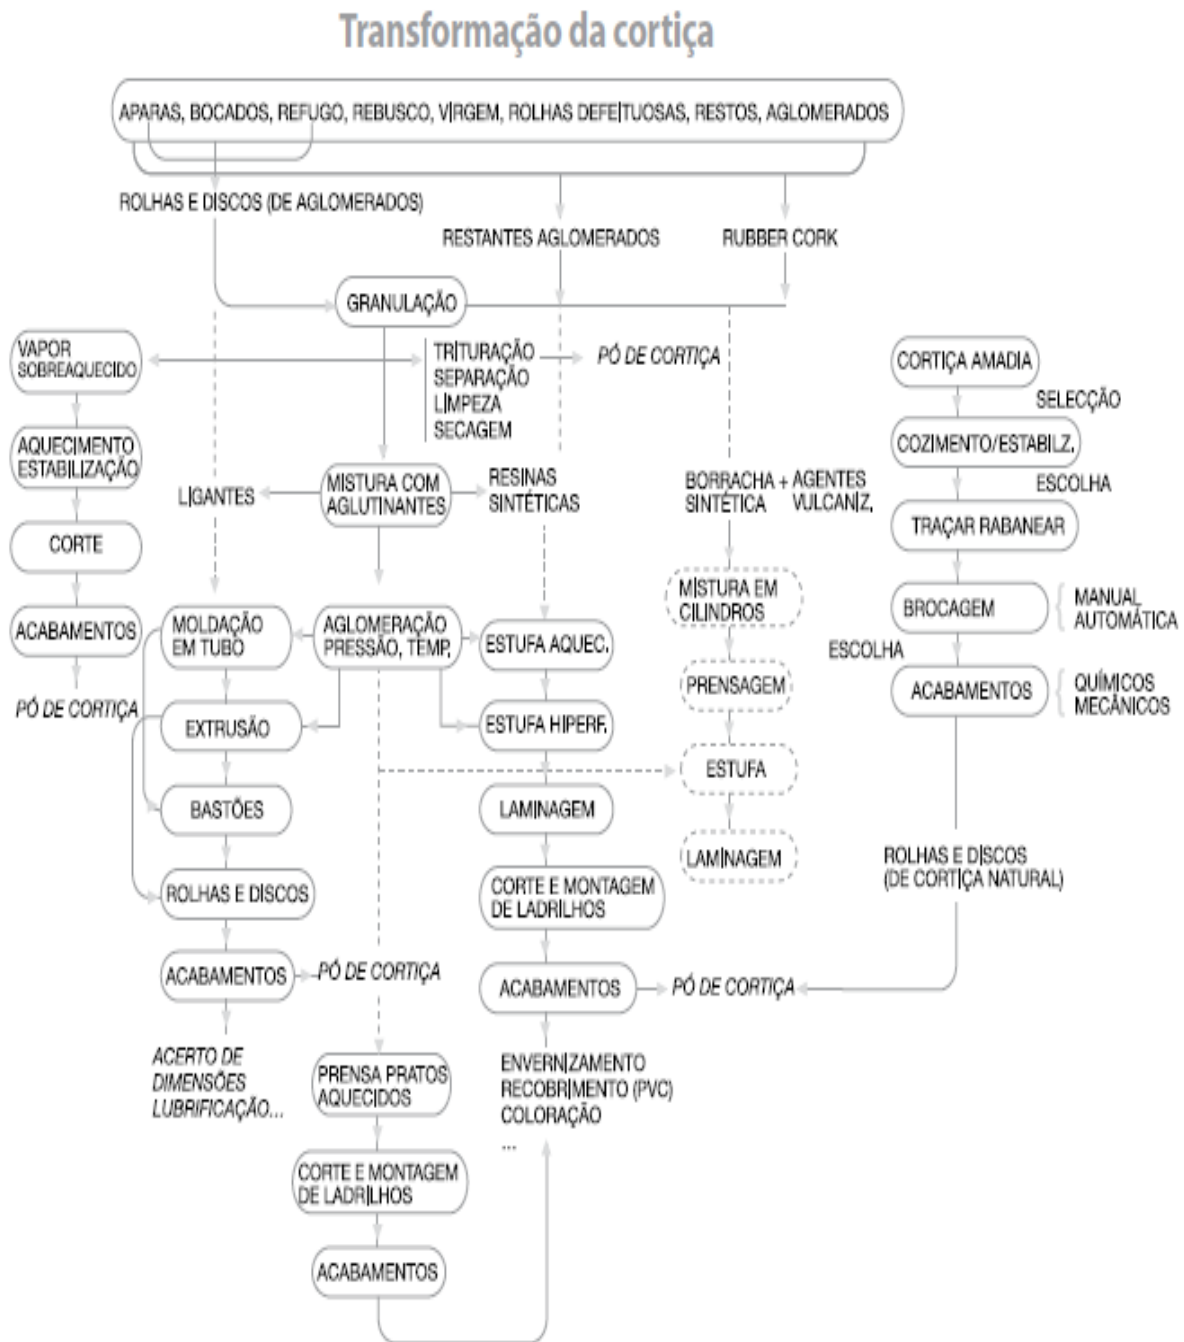 Transformação da cortiça
APARAS, BOCADOS, REFUGO, REBUSCO, VIRGEM, ROLHAS DEFEITUOSAS, RESTOS, AGLOMERADOS
ROLHAS E DISCOS (DE AGLOMERADOS)
RESTANTES AGLOMERADOS
RUBBER CORK
GRANULAÇÃO
VAPOR
SOBREAQUECIDO
TRITURAÇÃO
SEPARAÇÃO
LIMPEZA
SECAGEM
PÓ DE CORTIÇA
CORTIÇA AMADIA
SELECÇÃO
AQUECIMENTO
ESTABILIZAÇÃO
COZIMENTO/ESTABILZ.
ESCOLHA
LIGANTES
MISTURA COM
AGLUTINANTES
RESINAS
SINTÉTICAS
BORRACHA + AGENTES
SINTÉTICA VULCANIZ.
TRAÇAR RABANEAR
CORTE
MISTURA EM
CILINDROS
BROCAGEM
MANUAL
AUTOMÁTICA
ACABAMENTOS
MOLDAÇÃO
EM TUBO
AGLOMERAÇÃO
PRESSÃO, TEMP.
ESTUFA AQUEC.
ESCOLHA
PRENSAGEM
ACABAMENTOS
QUÍMICOS
MECÂNICOS
PÓ DE CORTIÇA
EXTRUSÃO
ESTUFA HIPERF.
ESTUFA
BASTÕES
LAMINAGEM
LAMINAGEM
ROLHAS E DISCOS
(DE CORTIÇA NATURAL)
ROLHAS E DISCOS
CORTE E MONTAGEM
DE LADRILHOS
ACABAMENTOS
PÓ DE CORTIÇA
ACABAMENTOS
PÓ DE CORTIÇA
ACERTO DE
DIMENSÕES
LUBRIFICAÇÃO...
PRENSA PRATOS
AQUECIDOS
ENVERNIZAMENTO
RECOBRIMENTO (PVC)
COLORAÇÃO
...
CORTE E MONTAGEM
DE LADRILHOS
ACABAMENTOS